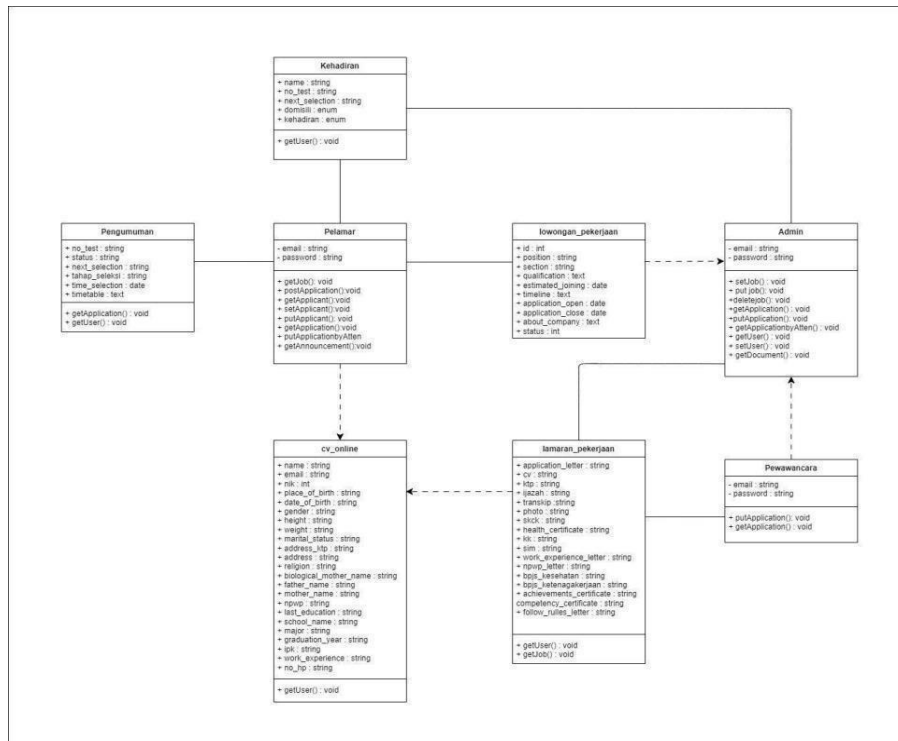 Kehadiran
+ name : string
+ no_test : string
+ next_selection : string
+ domisili : enum
+ kehadiran : enum
+ getUser() : void
Pengumuman
+ no_test : string
+ status : string
+ next_selection : string
+ tahap_seleksi : string
+ time_selection : date
+ timetable : text
+ getApplication() : void
+ getUser() : void
Pelamar
- email : string
- password : string
+ getJob(): void
+ postApplication():void
+ getApplicant():void
+ setApplicant(): void
+ putApplicant(): void
+ getApplication(): void
+ putApplicationbyAtten
+ getAnnouncement():void
lowongan_pekerjaan
+ id : int
+ position : string
+ section : string
+ qualification : text
+ estimated_joining : date
+ timeline : text
+ application_open : date
+ application_close : date
+ about_company : text
+ status : int
Admin
- email : string
- password : string
+ setJob() : void
+ put job() : void
+deletejob() : void
+getApplication() : void
+putApplication() : void
+ getApplicationbyAtten() : void
+ getUser() : void
+ setUser() : void
+ getDocument() : void
cv_online
+ name : string
+ email : string
+ nik : int
+ place_of_birth : string
+ date_of_birth : string
+ gender : string
+ height : string
+ weight : string
+ marital_status : string
+ address_ktp : string
+ address : string
+ religion : string
+ biological_mother_name : string
+ father_name : string
+ mother_name : string
+ npwp : string
+ last_education : string
+ school_name : string
+ major : string
+ graduation_year : string
+ ipk : string
+ work_experience : string
+ no_hp : string
+ getUser() : void
lamaran_pekerjaan
+ application_letter : string
+ cv : string
+ ktp : string
+ ijazah : string
+ transkip :string
+ photo : string
+ skck : string
+ health_certificate : string
+ kk : string
+ sim : string
+ work_experience_letter : string
+ npwp_letter : string
+ bpjs_kesehatan : string
+ bpjs_ketenagakerjaan : string
+ achievements_certificate : string
competency_certificate : string
+ follow_rulles_letter : string
+ getUser() : void
+ getJob() : void
Pewawancara
- email : string
- password : string
+ putApplication(): void
+ getApplication() : void